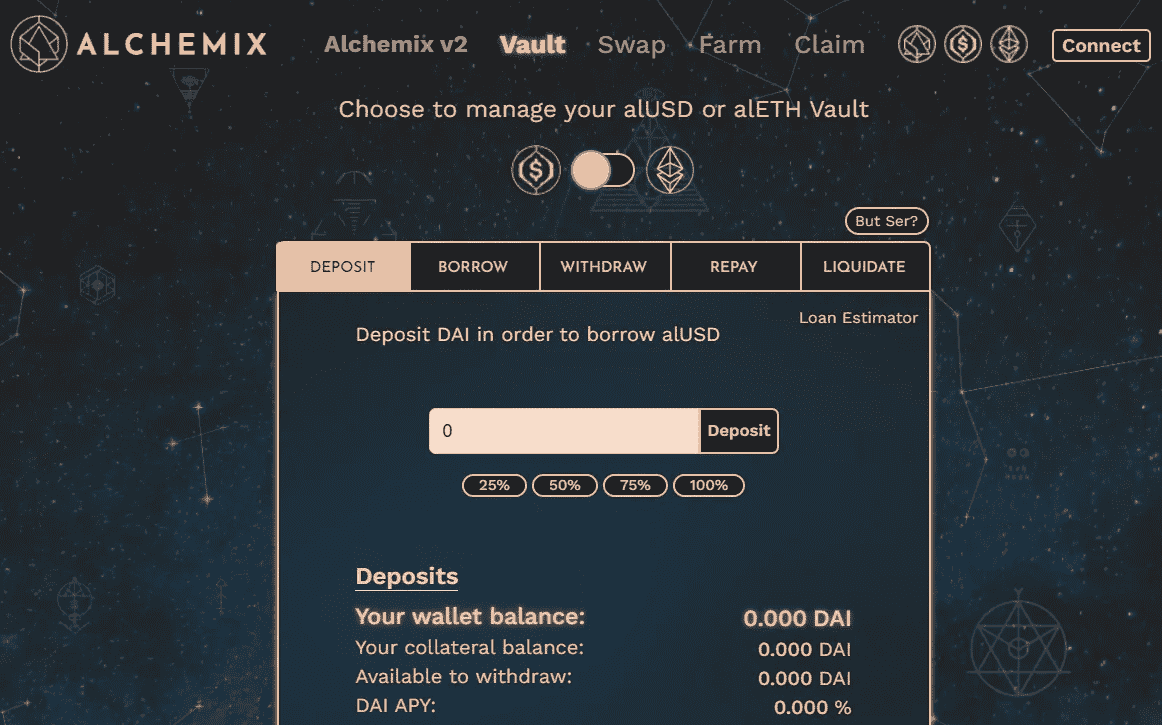 ALCHEMIX Alchemix v2 Vault Swap Farm Claim Connect
Choose to manage your alUSD or alETH Vault
But Ser?
DEPOSIT BORROW WITHDRAW REPAY LIQUIDATE
Loan Estimator
Deposit DAI in order to borrow alUSD
0 Deposit
25% 50% 75% 100%
Deposits
Your wallet balance: 0.000 DAI
Your collateral balance: 0.000 DAI
Available to withdraw: 0.000 DAI
DAI APY: 0.000 %